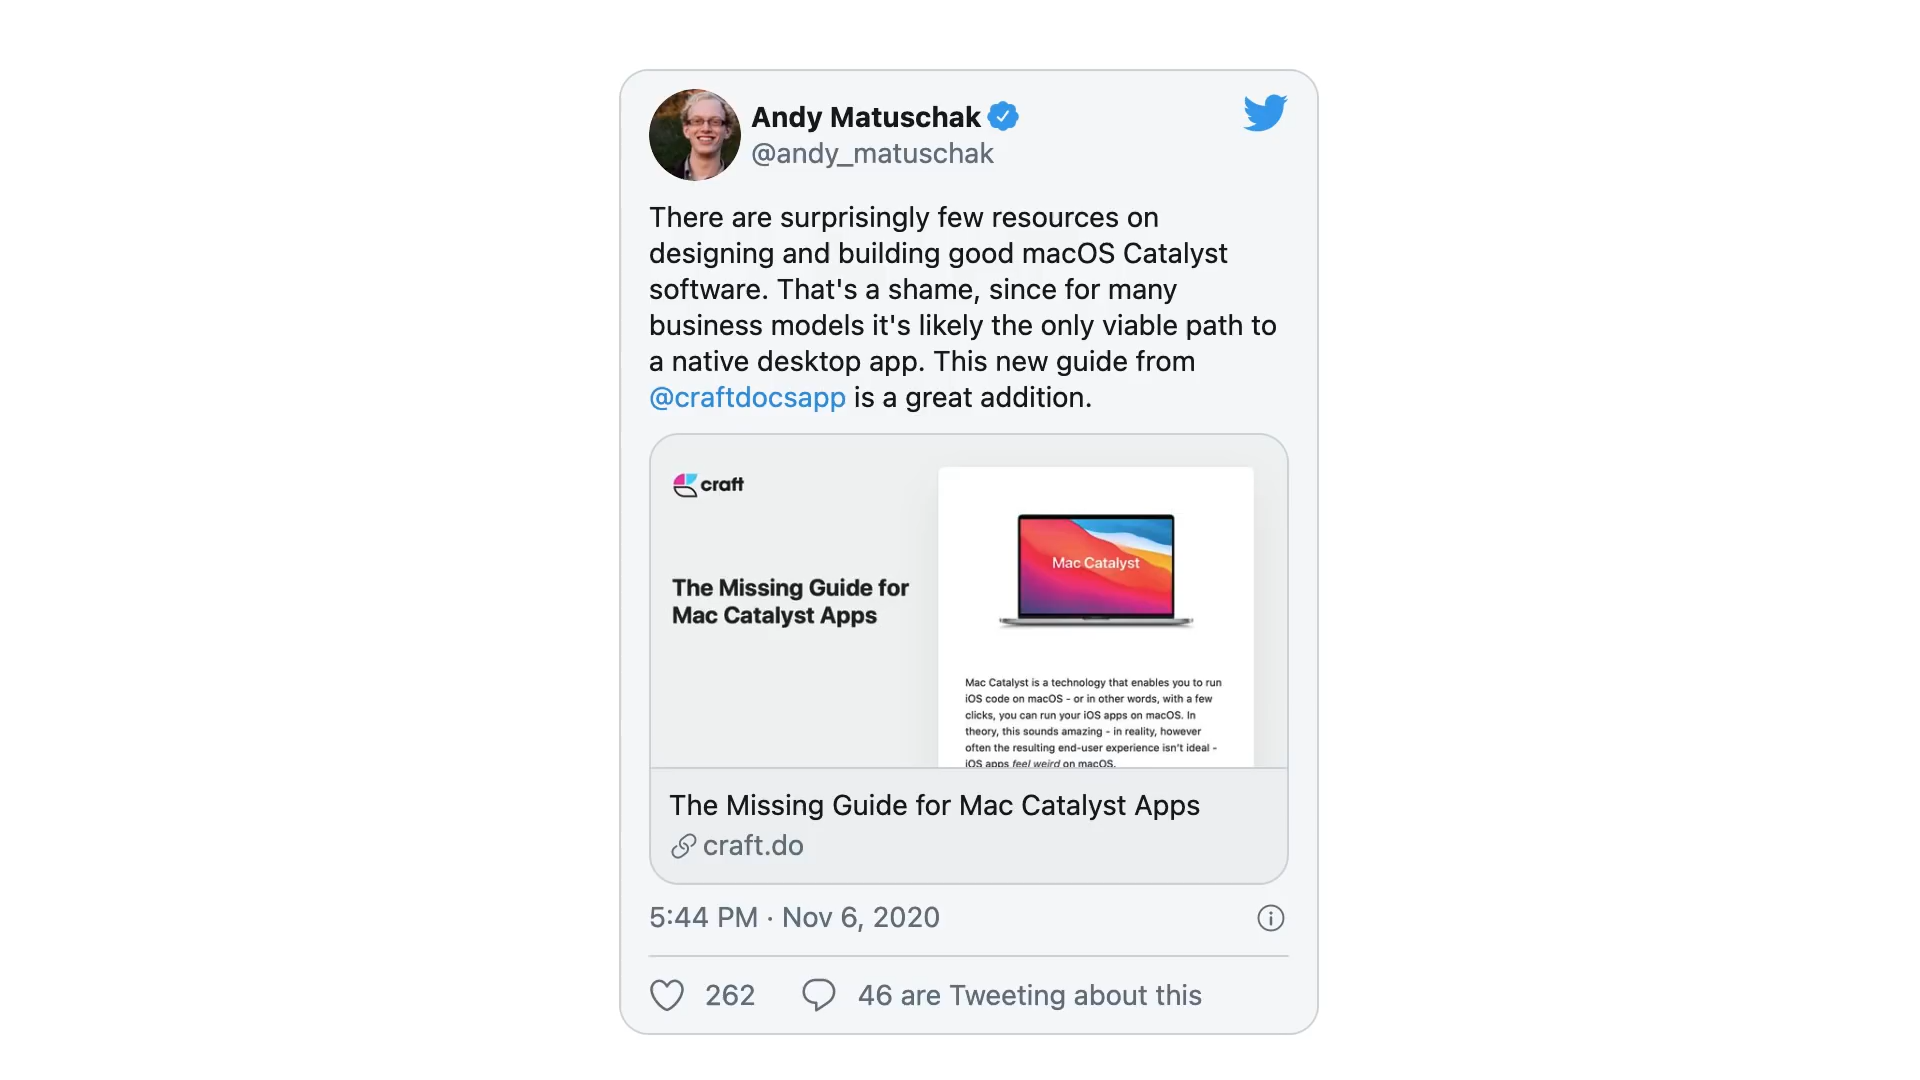 Andy Matuschak
@andy_matuschak
There are surprisingly few resources on
designing and building good macOS Catalyst
software. That's a shame, since for many
business models it's likely the only viable path to
a native desktop app. This new guide from
@craftdocsapp is a great addition.
craft
The Missing Guide for
Mac Catalyst Apps
Mac Catalyst
Mac Catalyst is a technology that enables you to run
iOS code on macOS - or in other words, with a few
clicks, you can run your iOS apps on macOS. In
theory, this sounds amazing - in reality, however
often the resulting end-user experience isn't ideal -
iOS apps feel weird on macOS.
The Missing Guide for Mac Catalyst Apps
craft.do
5:44 PM · Nov 6, 2020
262
46 are Tweeting about this